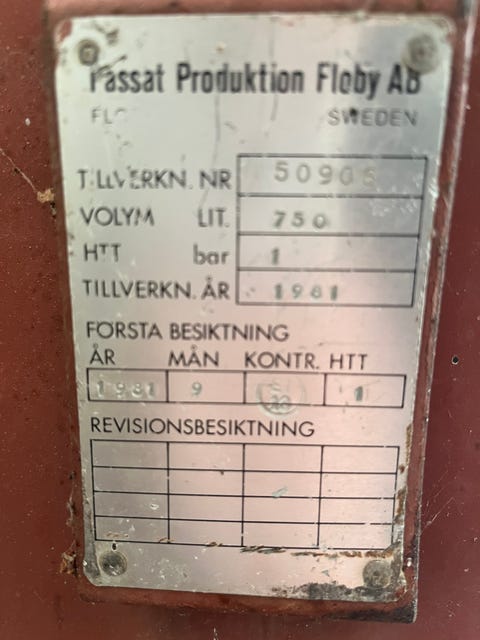 Passat Produktion Floby AB
SWEDEN
TILLVERKN. NR
VOLYM LIT. 750
HTT bar 1
TILLVERKN. ÅR 1981
FÖRSTA BESIKTNING
ÅR MÅN KONTR. HTT
1981 9 1
REVISIONSBESIKTNING